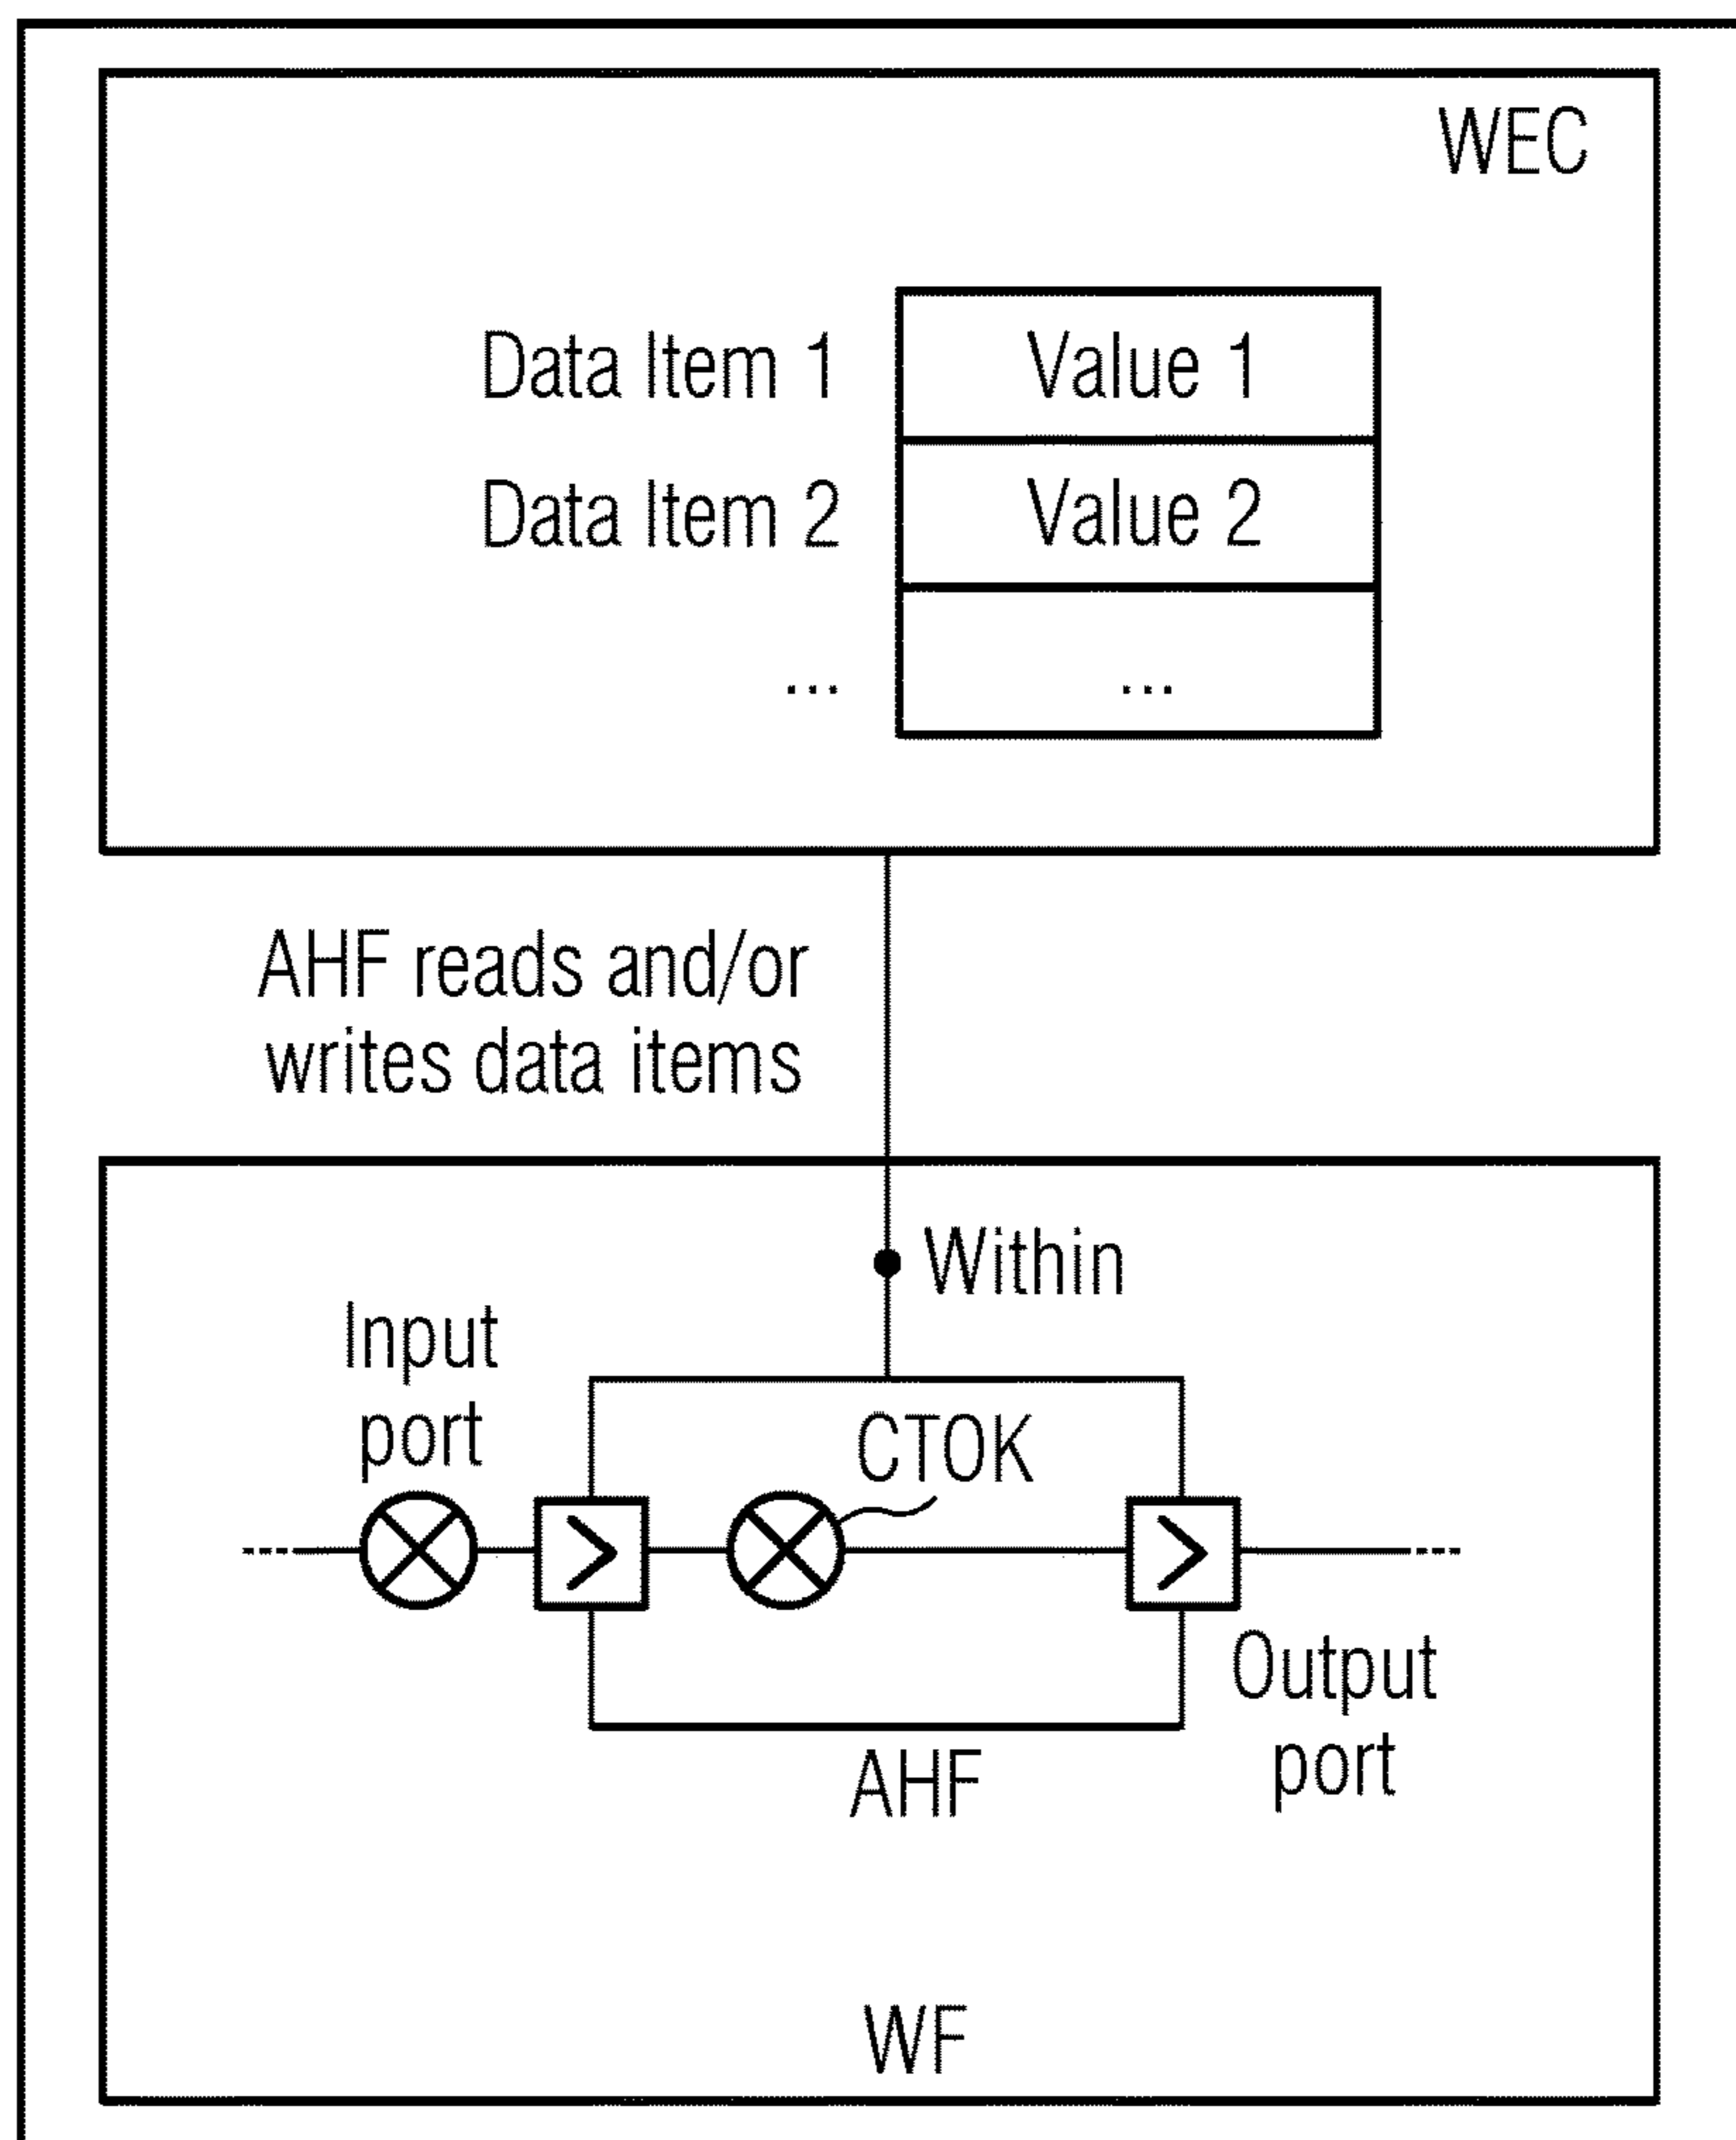 WEC
Data Item 1 Value 1
Data Item 2 Value 2
... ...
AHF reads and/or
writes data items
Within
Input
port
CTOK
Output
port
AHF
WF